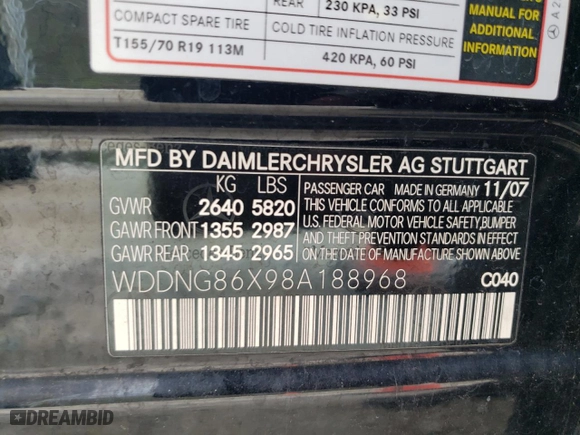 REAR 230 KPA, 33 PSI
COMPACT SPARE TIRE COLD TIRE INFLATION PRESSURE
T155/70 R19 113M 420 KPA, 60 PSI
MANUAL FOR
ADDITIONAL
INFORMATION
A 2
MFD BY DAIMLERCHRYSLER AG STUTTGART
KG LBS
GVWR 2640 5820
GAWR FRONT 1355 2987
GAWR REAR 1345 2965
PASSENGER CAR MADE IN GERMANY 11/07
THIS VEHICLE CONFORMS TO ALL APPLICABLE
U.S. FEDERAL MOTOR VEHICLE SAFETY,BUMPER
AND THEFT PREVENTION STANDARDS IN EFFECT
ON THE DATE OF MANUFACTURE SHOWN ABOVE.
WDDNG86X98A188968 C040
DREAMBID